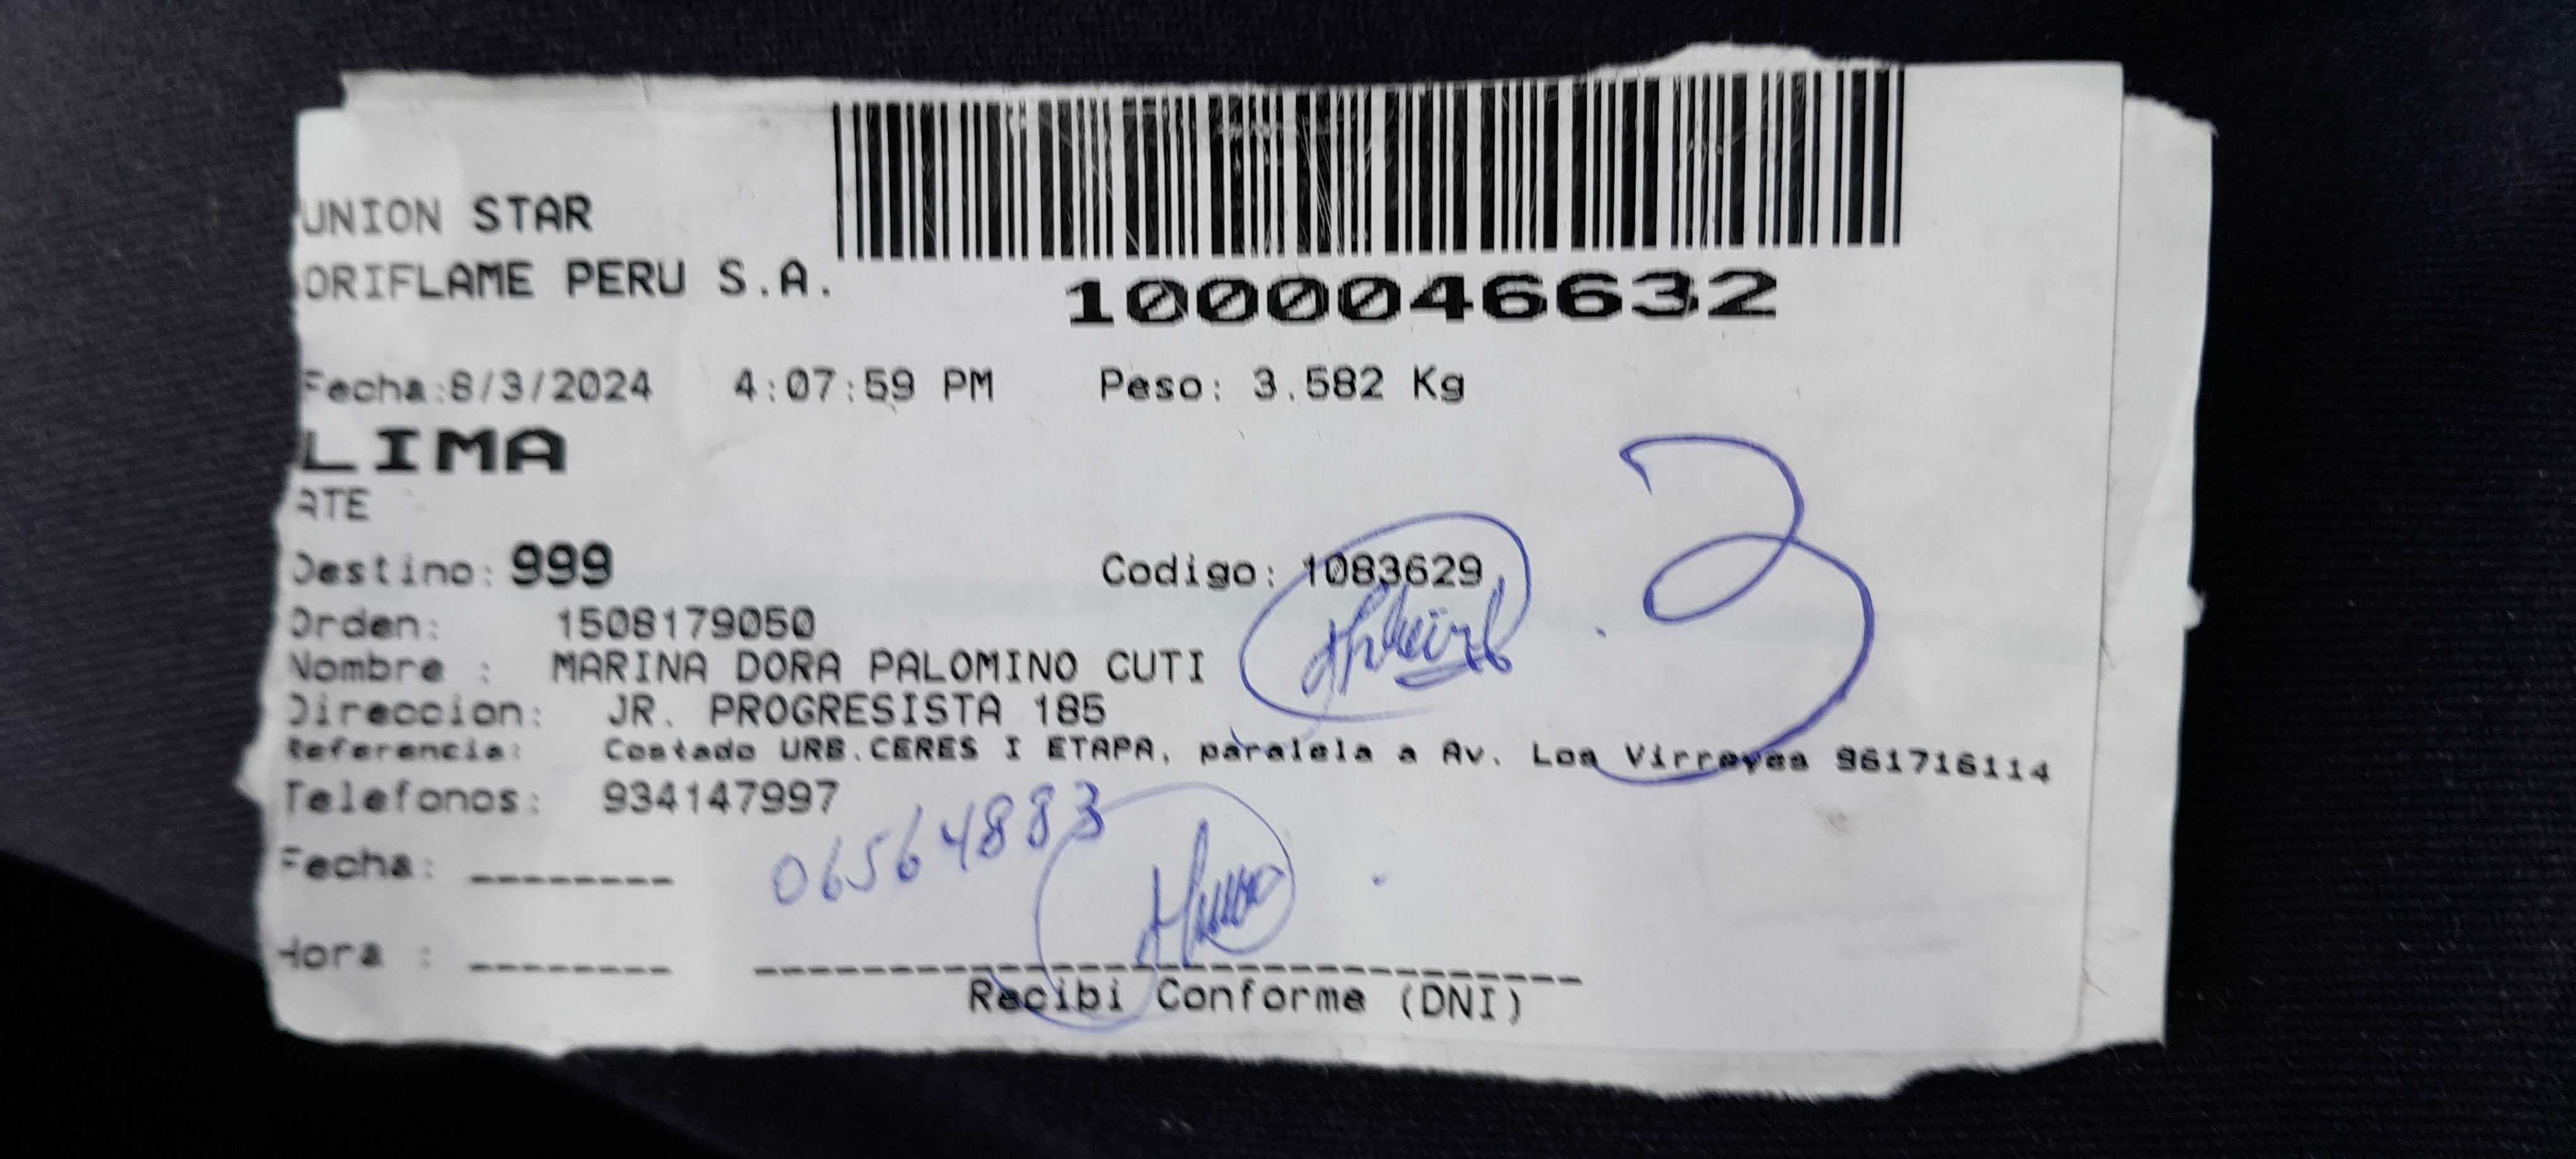 1000046632
UNION STAR
ORIFLAME PERU S.A.
Fecha:8/3/2024 4:07:59 PM Peso: 3.582 Kg
LIMA
ATE
Destino: 999 Codigo: 1083629
3
Orden: 1508179050
Nombre : MARINA DORA PALOMINO CUTI
Direccion: JR. PROGRESISTA 185
Referencia: Costado URB.CERES I ETAPA, paralela a Av. Los Virreyes 961716114
Telefonos: 934147997
06564883
Fecha: --------
Hora : --------
Recibi Conforme (DNI)